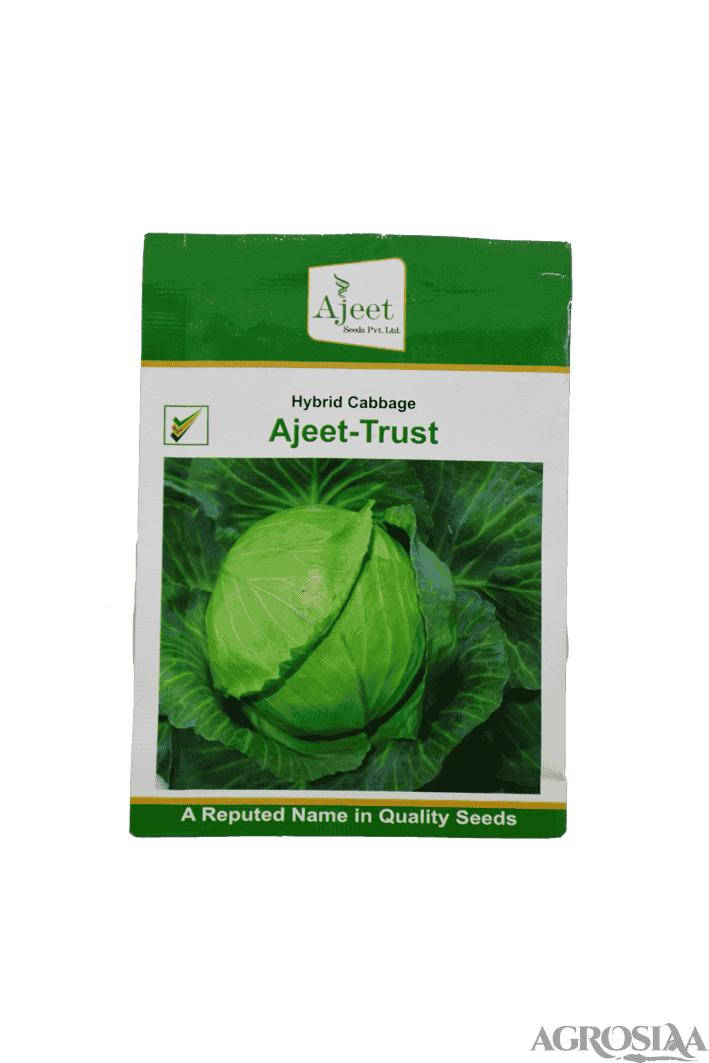 Ajeet
Seeds Pvt. Ltd.
Hybrid Cabbage
Ajeet-Trust
A Reputed Name in Quality Seeds
AGROSIAA